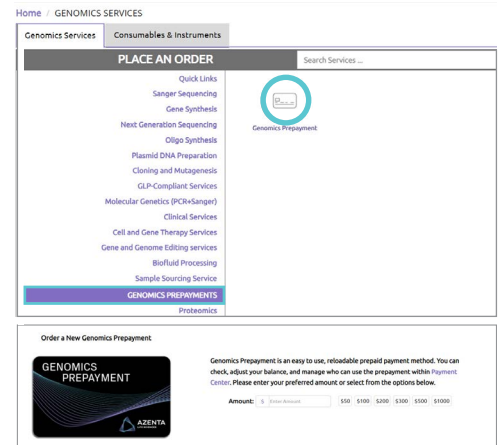 Home / GENOMICS SERVICES
Genomics Services
Consumables & Instruments
PLACE AN ORDER
Search Services ...
Quick Links
Sanger Sequencing
Gene Synthesis
Next Generation Sequencing
Oligo Synthesis
Plasmid DNA Preparation
Cloning and Mutagenesis
GLP-Compliant Services
Molecular Genetics (PCR+Sanger)
Clinical Services
Cell and Gene Therapy Services
Gene and Genome Editing services
Biofluid Processing
Sample Sourcing Service
GENOMICS PREPAYMENTS
Proteomics
Genomics Prepayment
Order a New Genomics Prepayment
GENOMICS
PREPAYMENT
AZENTA
LIFE SCIENCES
Genomics Prepayment is an easy to use, reloadable prepaid payment method. You can
check, adjust your balance, and manage who can use the prepayment within Payment
Center. Please enter your preferred amount or select from the options below.
Amount: $ Enter Amount $50 $100 $200 $300 $500 $1000